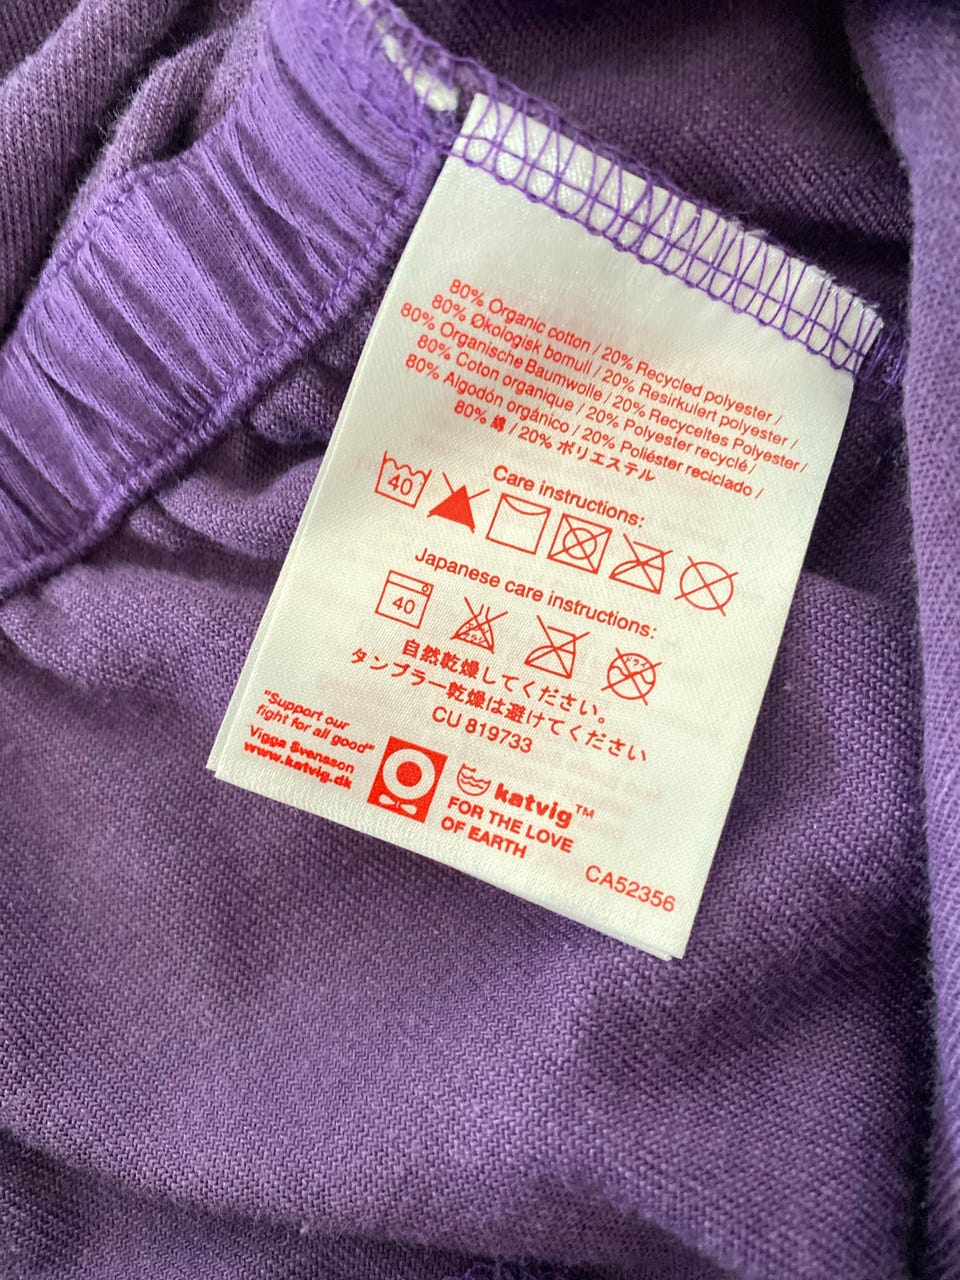 80% Organic cotton / 20% Recycled polyester /
80% Økologisk bomull / 20% Resirkulert polyester /
80% Organische Baumwolle / 20% Recyceltes Polyester /
80% Coton organique / 20% Polyester recyclé /
80% Algodón orgánico / 20% Poliéster reciclado /
80% 綿 / 20% ポリエステル
Care instructions:
40
Japanese care instructions:
40
自然乾燥してください。
タンブラー乾燥は避けてください
CU 819733
"Support our
fight for all good"
Vigga Svensson
www.katvig.dk
katvig™
FOR THE LOVE
OF EARTH
CA52356